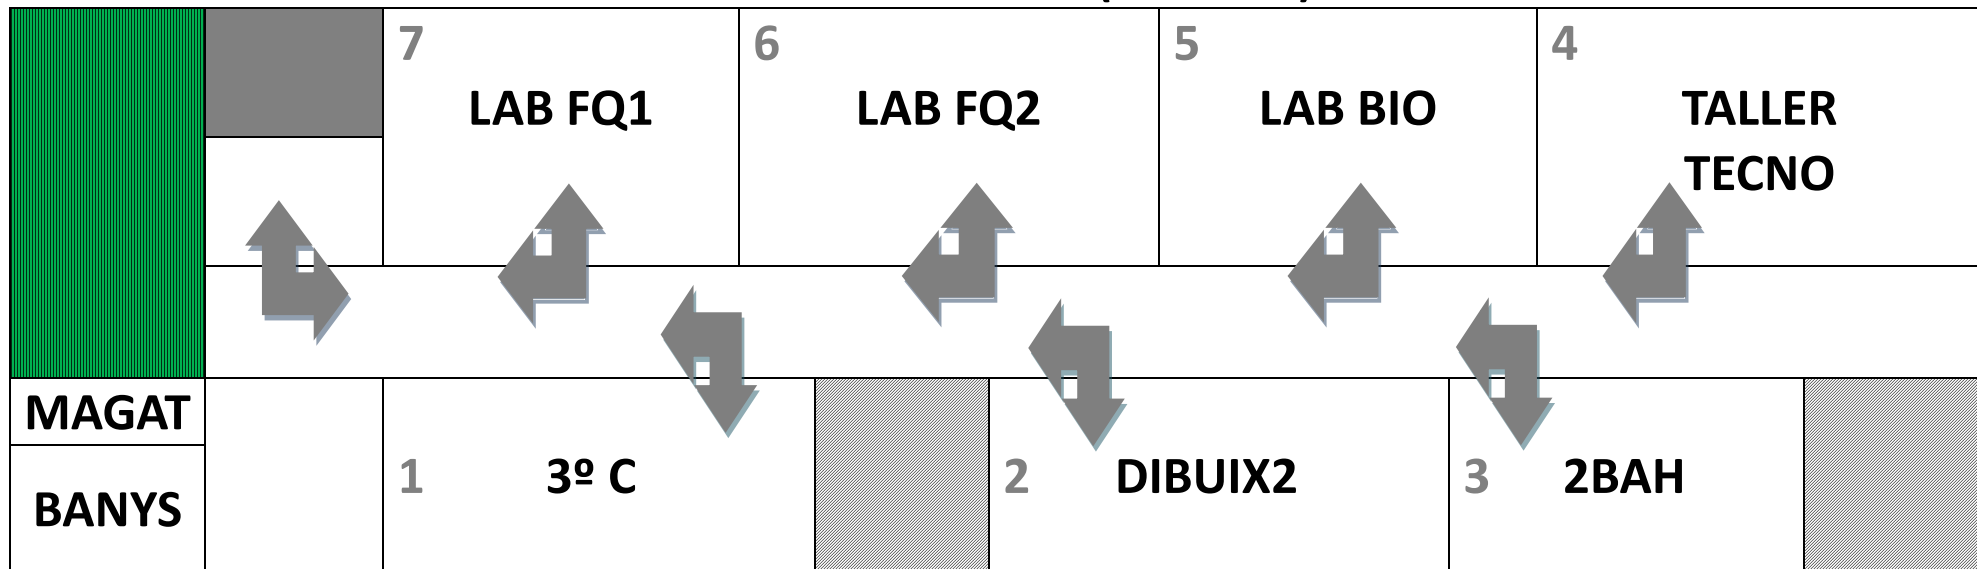 7
LAB FQ1
6
LAB FQ2
5
LAB BIO
4
TALLER
TECNO
MAGAT
BANYS
1
3º C
2
DIBUIX2
3
2BAH